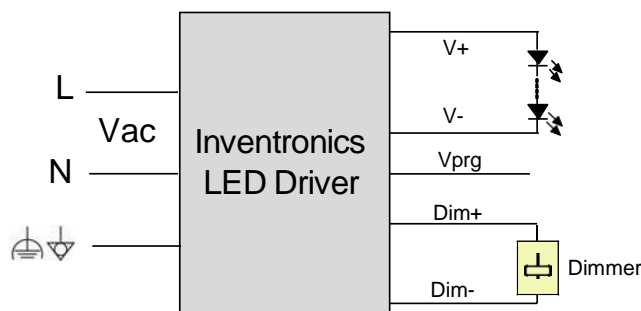 L
Vac
N
Inventronics
LED Driver
V+
V-
Vprg
Dim+
Dim-
Dimmer